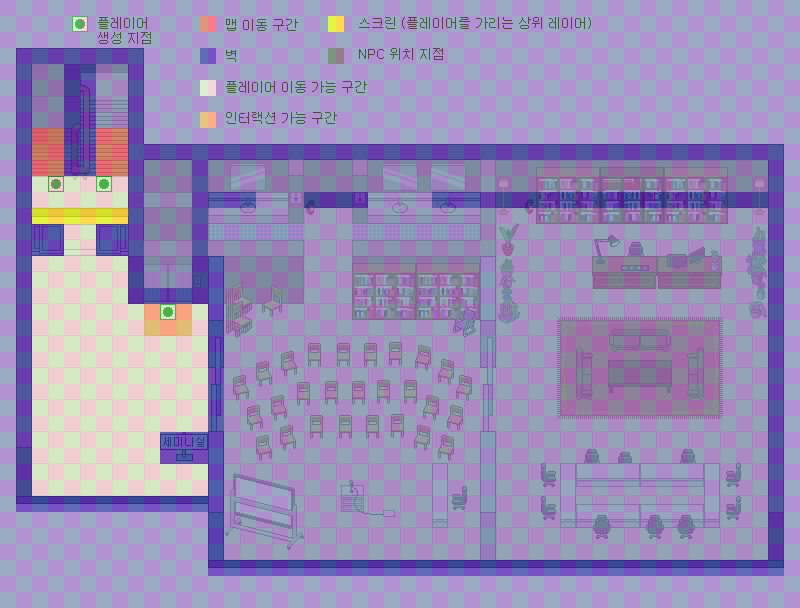 플레이어
생성 지점
맵 이동 구간
스크린 (플레이어를 가리는 상위 레이어)
벽
NPC 위치 지점
플레이어 이동 가능 구간
인터랙션 가능 구간
세미나실